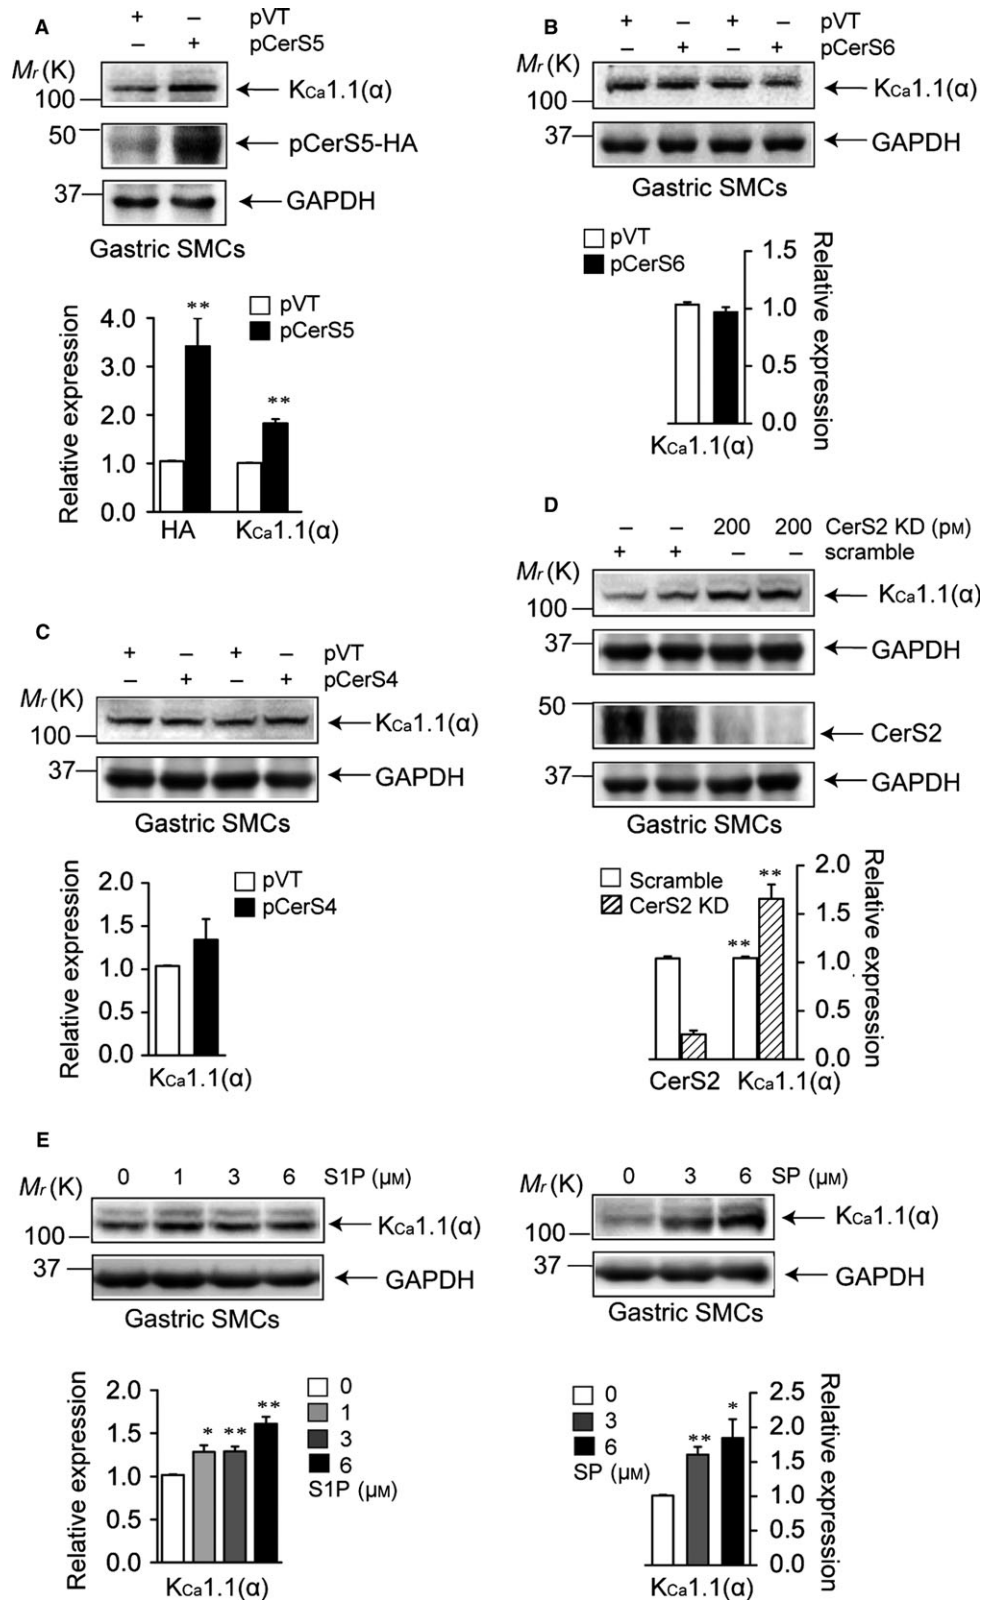 A
+ – pVT
– + pCerS5
Mr (K)
100 KCa1.1(α)
50 pCerS5-HA
37 GAPDH
Gastric SMCs
Relative expression
4.0
3.0
2.0
1.0
0.0
** **
pVT
pCerS5
HA KCa1.1(α)
B
+ – + – pVT
– + – + pCerS6
Mr (K)
100 KCa1.1(α)
37 GAPDH
Gastric SMCs
pVT
pCerS6
1.5
1.0
0.5
0.0
Relative expression
KCa1.1(α)
C
+ – + – pVT
– + – + pCerS4
Mr (K)
100 KCa1.1(α)
37 GAPDH
Gastric SMCs
Relative expression
2.0
1.5
1.0
0.5
0.0
pVT
pCerS4
KCa1.1(α)
D
– – 200 200 CerS2 KD (pM)
+ + – – scramble
Mr (K)
100 KCa1.1(α)
37 GAPDH
50 CerS2
37 GAPDH
Gastric SMCs
Scramble
CerS2 KD
** **
2.0
1.5
1.0
0.5
0.0
Relative expression
CerS2 KCa1.1(α)
E
0 1 3 6 S1P (µM)
Mr (K)
100 KCa1.1(α)
37 GAPDH
Gastric SMCs
Relative expression
2.0
1.5
1.0
0.5
0.0
* ** **
0
1
3
6
S1P (µM)
KCa1.1(α)
0 3 6 SP (µM)
Mr (K)
100 KCa1.1(α)
37 GAPDH
Gastric SMCs
0
3
6
SP (µM)
** *
2.5
2.0
1.5
1.0
0.5
0.0
Relative expression
KCa1.1(α)